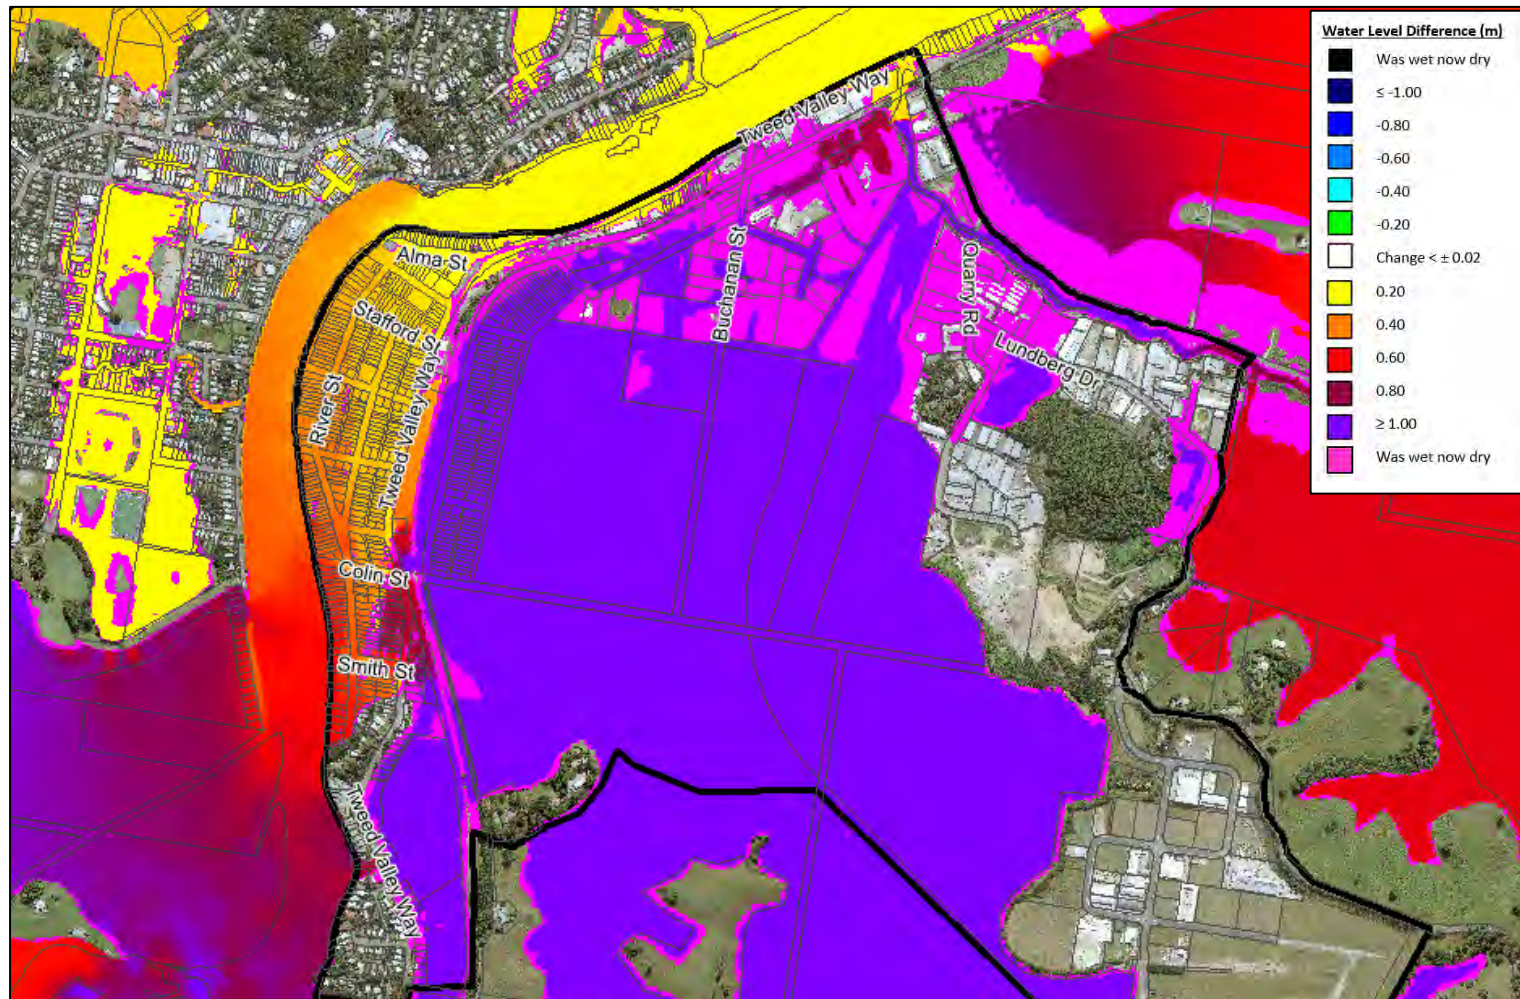 Water Level Difference (m)
Was wet now dry
≤ -1.00
-0.80
-0.60
-0.40
-0.20
Change < ± 0.02
0.20
0.40
0.60
0.80
≥ 1.00
Was wet now dry
Tweed Valley Way
Alma St
Stafford St
River St
Tweed Valley Way
Buchanan St
Quarry Rd
Lundberg Dr
Colin St
Smith St
Tweed Valley Way